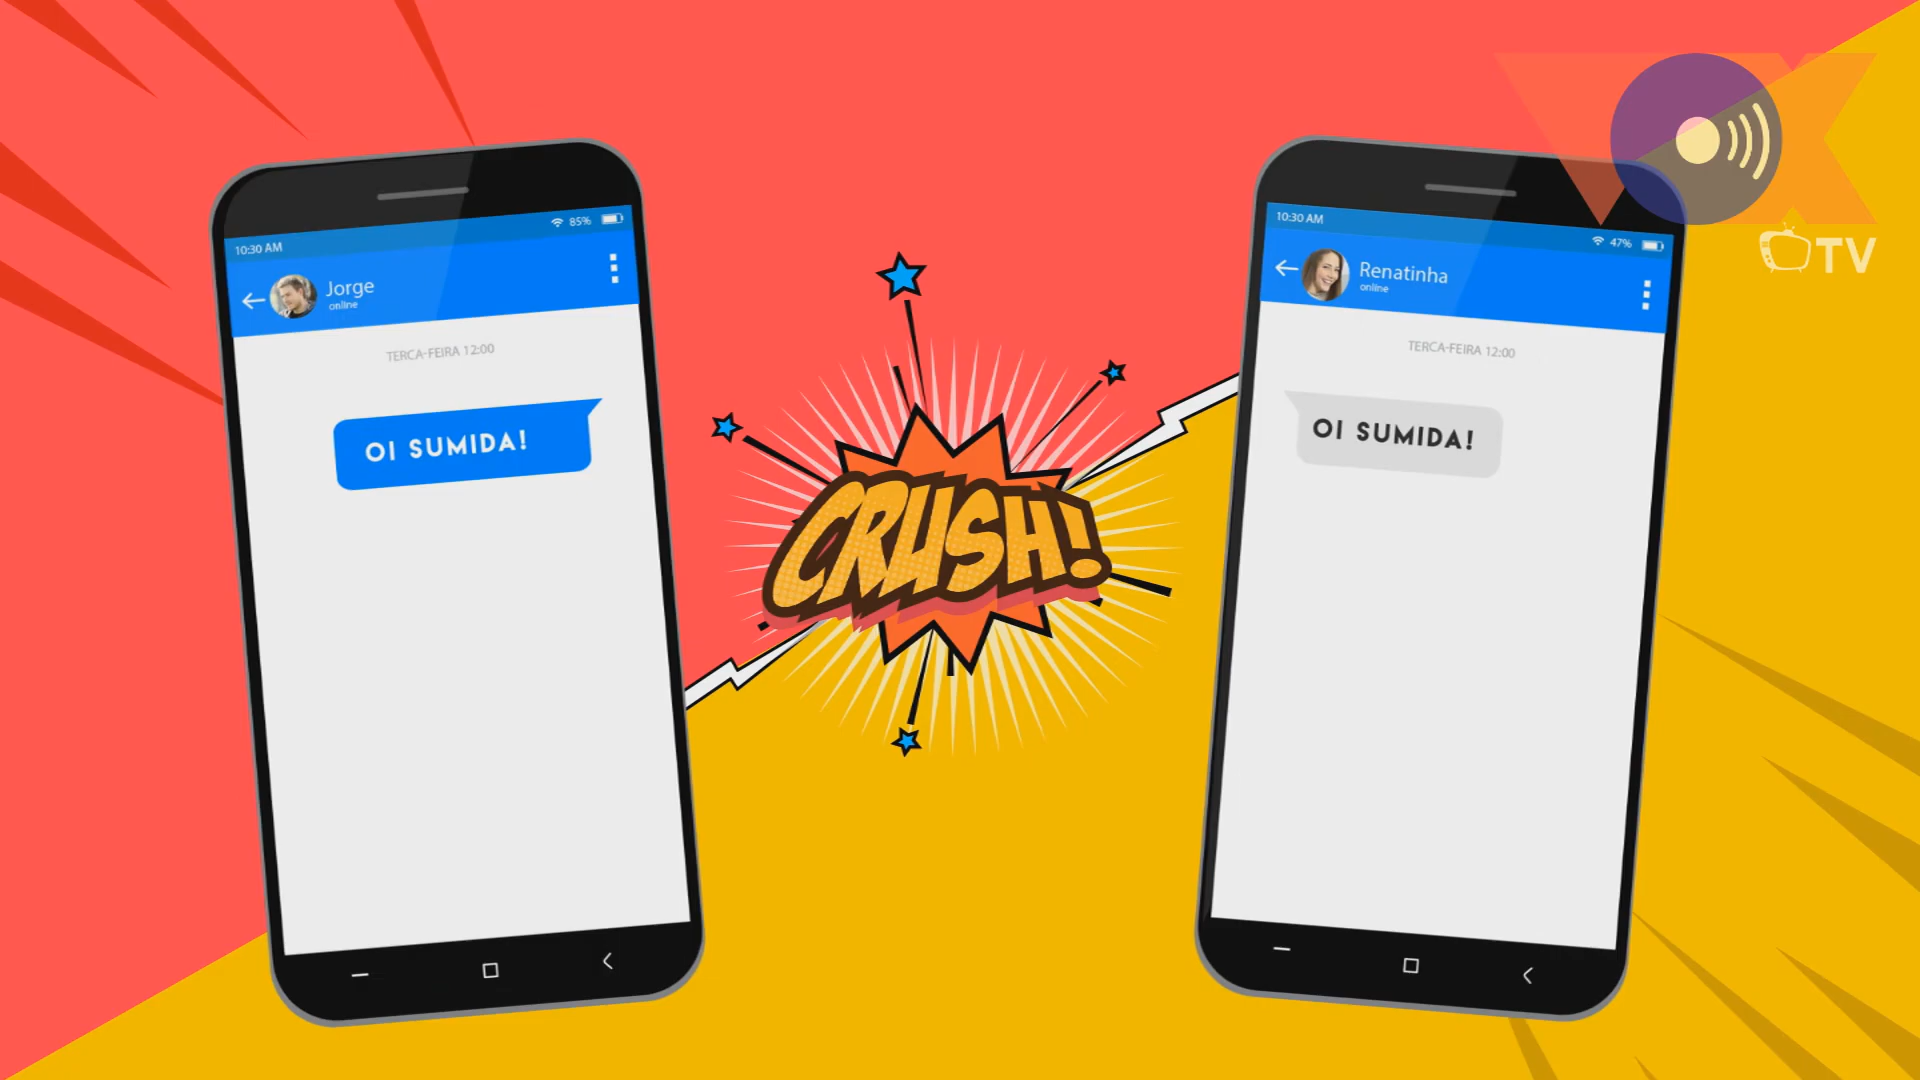 10:30 AM
85%
Jorge
online
TERCA-FEIRA 12:00
OI SUMIDA!
CRUSH!
10:30 AM
47%
Renatinha
online
TERCA-FEIRA 12:00
OI SUMIDA!
TV